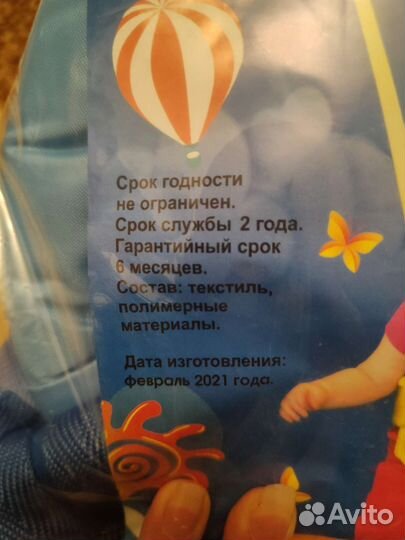 Срок годности
не ограничен.
Срок службы 2 года.
Гарантийный срок
6 месяцев.
Состав: текстиль,
полимерные
материалы.
Дата изготовления:
февраль 2021 года.
Avito